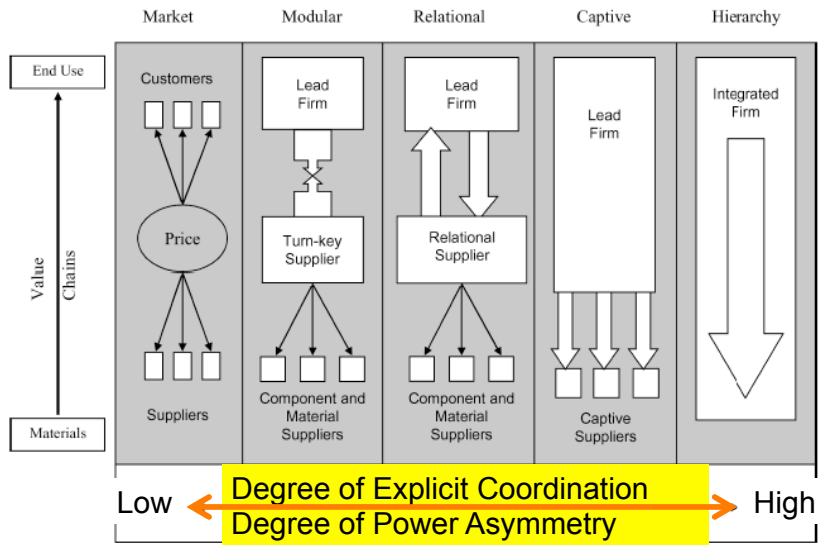 Market
Modular
Relational
Captive
Hierarchy
End Use
Value
Chains
Materials
Customers
Price
Suppliers
Lead
Firm
Turn-key
Supplier
Component and
Material
Suppliers
Lead
Firm
Relational
Supplier
Component and
Material
Suppliers
Lead
Firm
Captive
Suppliers
Integrated
Firm
Low
Degree of Explicit Coordination
Degree of Power Asymmetry
High